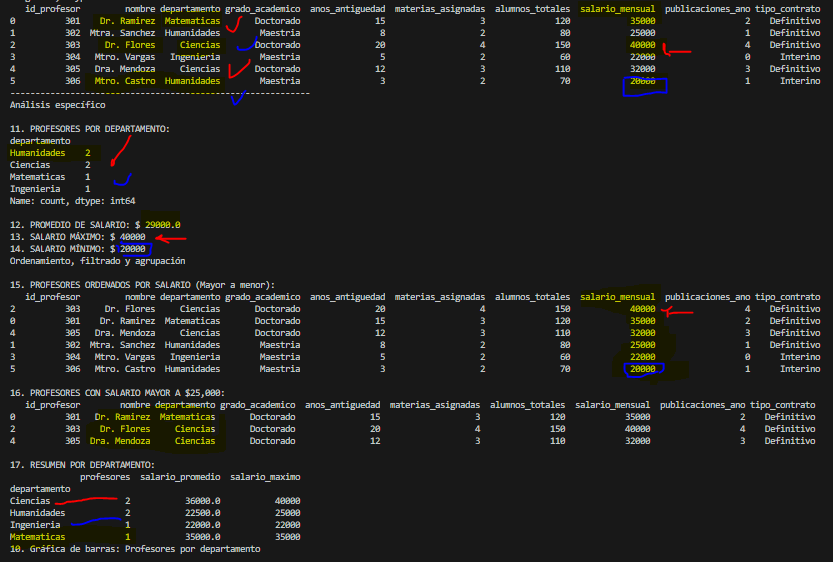 id_profesor nombre departamento grado_academico anos_antiguedad materias_asignadas alumnos_totales salario_mensual publicaciones_ano tipo_contrato
0 301 Dr. Ramirez Matematicas Doctorado 15 3 120 35000 2 Definitivo
1 302 Mtra. Sanchez Humanidades Maestria 8 2 80 25000 1 Definitivo
2 303 Dr. Flores Ciencias Doctorado 20 4 150 40000 4 Definitivo
3 304 Mtro. Vargas Ingenieria Maestria 5 2 60 22000 0 Interino
4 305 Dra. Mendoza Ciencias Doctorado 12 3 110 32000 3 Definitivo
5 306 Mtro. Castro Humanidades Maestria 3 2 70 20000 1 Interino
------------------------------------------------------------
Análisis específico
11. PROFESORES POR DEPARTAMENTO:
departamento
Humanidades 2
Ciencias 2
Matematicas 1
Ingenieria 1
Name: count, dtype: int64
12. PROMEDIO DE SALARIO: $ 29000.0
13. SALARIO MÁXIMO: $ 40000
14. SALARIO MÍNIMO: $ 20000
Ordenamiento, filtrado y agrupación
15. PROFESORES ORDENADOS POR SALARIO (Mayor a menor):
id_profesor nombre departamento grado_academico anos_antiguedad materias_asignadas alumnos_totales salario_mensual publicaciones_ano tipo_contrato
2 303 Dr. Flores Ciencias Doctorado 20 4 150 40000 4 Definitivo
0 301 Dr. Ramirez Matematicas Doctorado 15 3 120 35000 2 Definitivo
4 305 Dra. Mendoza Ciencias Doctorado 12 3 110 32000 3 Definitivo
1 302 Mtra. Sanchez Humanidades Maestria 8 2 80 25000 1 Definitivo
3 304 Mtro. Vargas Ingenieria Maestria 5 2 60 22000 0 Interino
5 306 Mtro. Castro Humanidades Maestria 3 2 70 20000 1 Interino
16. PROFESORES CON SALARIO MAYOR A $25,000:
id_profesor nombre departamento grado_academico anos_antiguedad materias_asignadas alumnos_totales salario_mensual publicaciones_ano tipo_contrato
0 301 Dr. Ramirez Matematicas Doctorado 15 3 120 35000 2 Definitivo
2 303 Dr. Flores Ciencias Doctorado 20 4 150 40000 4 Definitivo
4 305 Dra. Mendoza Ciencias Doctorado 12 3 110 32000 3 Definitivo
17. RESUMEN POR DEPARTAMENTO:
profesores salario_promedio salario_maximo
departamento
Ciencias 2 36000.0 40000
Humanidades 2 22500.0 25000
Ingenieria 1 22000.0 22000
Matematicas 1 35000.0 35000
10. Gráfica de barras: Profesores por departamento